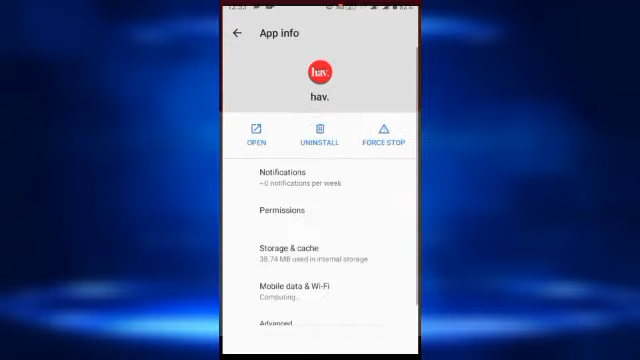 12:53 62%
App info
hav.
hav.
OPEN UNINSTALL FORCE STOP
Notifications
~0 notifications per week
Permissions
Storage & cache
38.74 MB used in internal storage
Mobile data & Wi-Fi
Computing...
Advanced